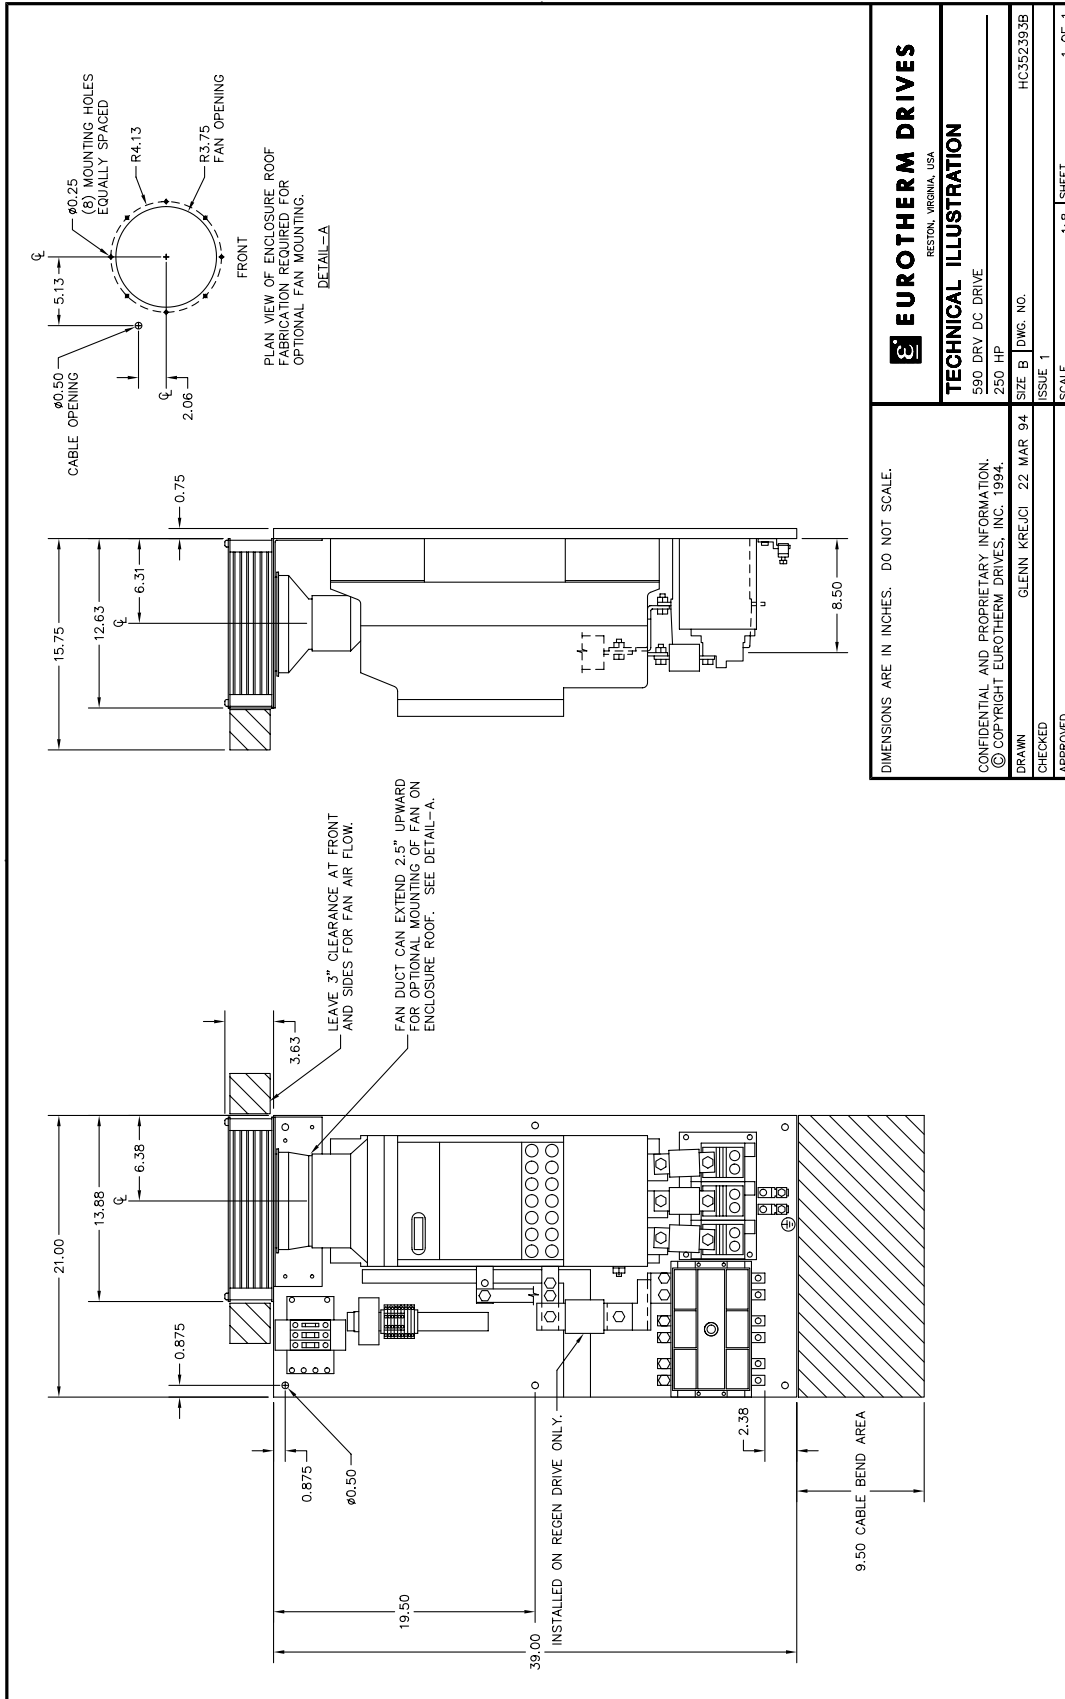 21.00
13.88
6.38
℄
0.875
0.875
ø0.50
3.63
LEAVE 3" CLEARANCE AT FRONT
AND SIDES FOR FAN AIR FLOW.
FAN DUCT CAN EXTEND 2.5" UPWARD
FOR OPTIONAL MOUNTING OF FAN ON
ENCLOSURE ROOF. SEE DETAIL-A.
19.50
39.00
INSTALLED ON REGEN DRIVE ONLY.
2.38
9.50 CABLE BEND AREA
15.75
12.63
6.31
℄
0.75
8.50
ø0.50
CABLE OPENING
5.13
℄
℄
2.06
ø0.25
(8) MOUNTING HOLES
EQUALLY SPACED
R4.13
R3.75
FAN OPENING
FRONT
PLAN VIEW OF ENCLOSURE ROOF
FABRICATION REQUIRED FOR
OPTIONAL FAN MOUNTING.
DETAIL-A
DIMENSIONS ARE IN INCHES. DO NOT SCALE.
CONFIDENTIAL AND PROPRIETARY INFORMATION.
© COPYRIGHT EUROTHERM DRIVES, INC. 1994.
DRAWN GLENN KREJCI 22 MAR 94
CHECKED
APPROVED
ε EUROTHERM DRIVES
RESTON, VIRGINIA, USA
TECHNICAL ILLUSTRATION
590 DRV DC DRIVE
250 HP
SIZE B DWG. NO. HC352393B
ISSUE 1
SCALE 1:8 SHEET 1 OF 1